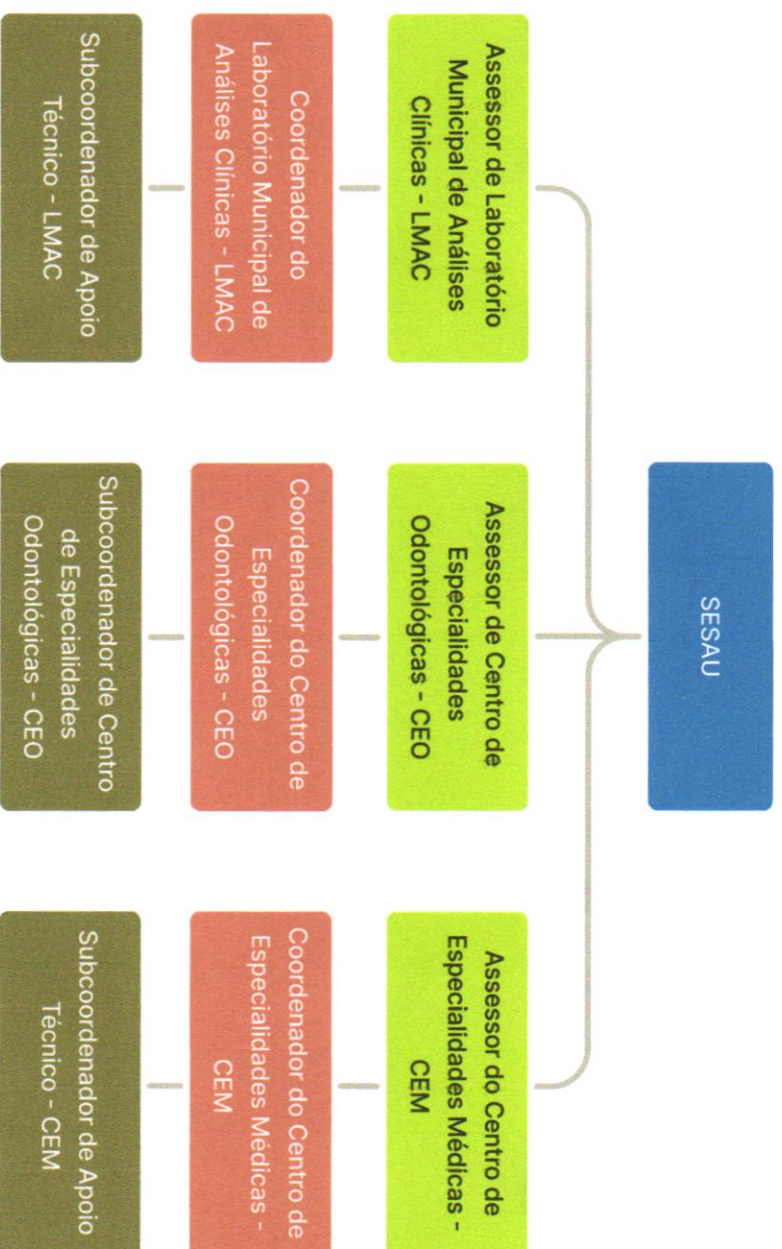 SESAU
Assessor de Laboratório
Municipal de Análises
Clínicas - LMAC
Assessor de Centro de
Especialidades
Odontológicas - CEO
Assessor do Centro de
Especialidades Médicas -
CEM
Coordenador do
Laboratório Municipal de
Análises Clínicas - LMAC
Coordenador do Centro de
Especialidades
Odontológicas - CEO
Coordenador do Centro de
Especialidades Médicas -
CEM
Subcoordenador de Apoio
Técnico - LMAC
Subcoordenador de Centro
de Especialidades
Odontológicas - CEO
Subcoordenador de Apoio
Técnico - CEM